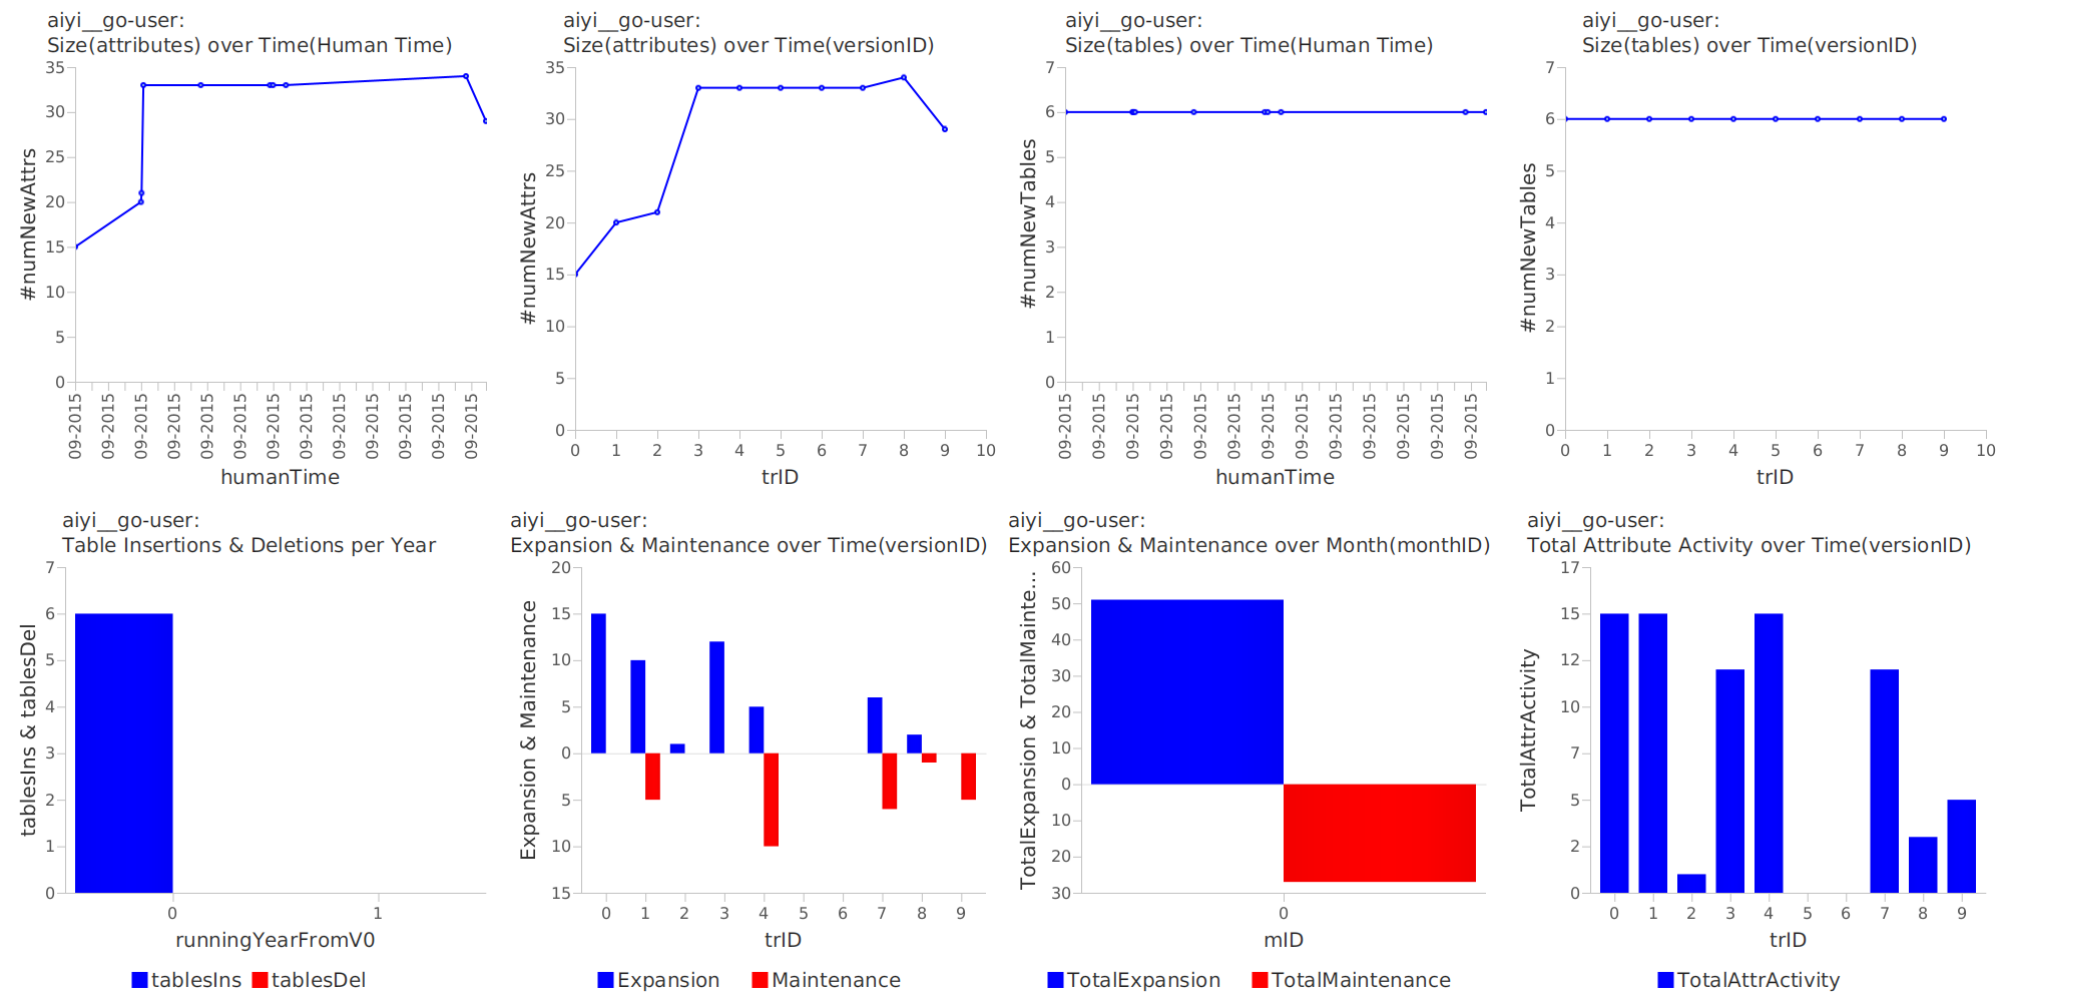 aiyi__go-user:
Size(attributes) over Time(Human Time)
35
30
25
20
15
10
5
0
#numNewAttrs
09-2015 09-2015 09-2015 09-2015 09-2015 09-2015 09-2015 09-2015 09-2015 09-2015 09-2015 09-2015 09-2015
humanTime
aiyi__go-user:
Size(attributes) over Time(versionID)
35
30
25
20
15
10
5
0
#numNewAttrs
0 1 2 3 4 5 6 7 8 9 10
trID
aiyi__go-user:
Size(tables) over Time(Human Time)
7
6
5
4
3
2
1
0
#numNewTables
09-2015 09-2015 09-2015 09-2015 09-2015 09-2015 09-2015 09-2015 09-2015 09-2015 09-2015 09-2015 09-2015
humanTime
aiyi__go-user:
Size(tables) over Time(versionID)
7
6
5
4
3
2
1
0
#numNewTables
0 1 2 3 4 5 6 7 8 9 10
trID
aiyi__go-user:
Table Insertions & Deletions per Year
7
6
5
4
3
2
1
0
tablesIns & tablesDel
0 1
runningYearFromV0
tablesIns tablesDel
aiyi__go-user:
Expansion & Maintenance over Time(versionID)
20
15
10
5
0
5
10
15
Expansion & Maintenance
0 1 2 3 4 5 6 7 8 9
trID
Expansion Maintenance
aiyi__go-user:
Expansion & Maintenance over Month(monthID)
60
50
40
30
20
10
0
10
20
30
TotalExpansion & TotalMainte...
0
mID
TotalExpansion TotalMaintenance
aiyi__go-user:
Total Attribute Activity over Time(versionID)
17
15
12
10
7
5
2
0
TotalAttrActivity
0 1 2 3 4 5 6 7 8 9
trID
TotalAttrActivity